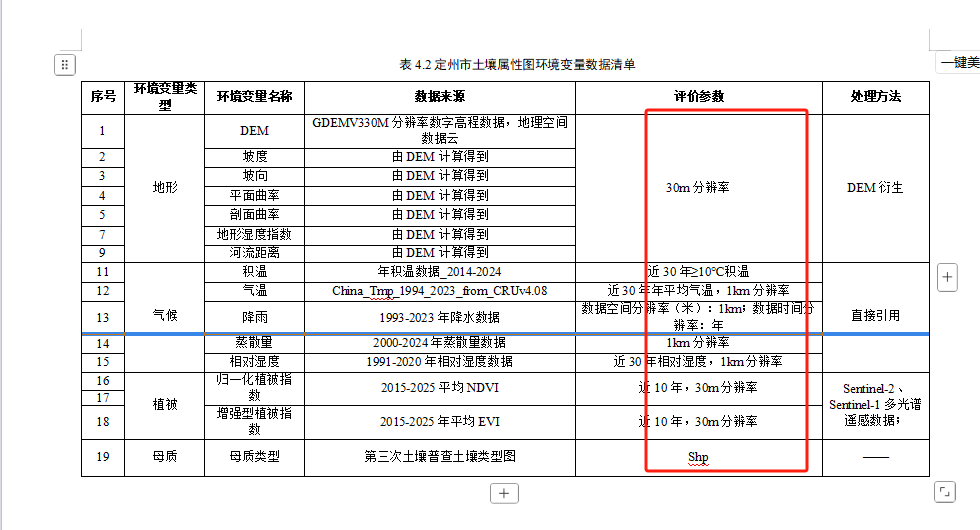 表 4.2 定州市土壤属性图环境变量数据清单
一键美
序号 环境变量类型 环境变量名称 数据来源 评价参数 处理方法
1 地形 DEM GDEMV330M 分辨率数字高程数据，地理空间数据云 30m 分辨率 DEM 衍生
2 坡度 由 DEM 计算得到
3 坡向 由 DEM 计算得到
4 平面曲率 由 DEM 计算得到
5 剖面曲率 由 DEM 计算得到
7 地形湿度指数 由 DEM 计算得到
9 河流距离 由 DEM 计算得到
11 气候 积温 年积温数据_2014-2024 近 30 年≥10℃积温 直接引用
12 气温 China_Tmp_1994_2023_from_CRUv4.08 近 30 年年平均气温，1km 分辨率
13 降雨 1993-2023 年降水数据 数据空间分辨率（米）：1km；数据时间分辨率：年
14 蒸散量 2000-2024 年蒸散量数据 1km 分辨率
15 相对湿度 1991-2020 年相对湿度数据 近 30 年相对湿度，1km 分辨率
16 植被 归一化植被指数 2015-2025 平均 NDVI 近 10 年，30m 分辨率 Sentinel-2、Sentinel-1 多光谱遥感数据；
17
18 增强型植被指数 2015-2025 年平均 EVI 近 10 年，30m 分辨率
19 母质 母质类型 第三次土壤普查土壤类型图 Shp ——